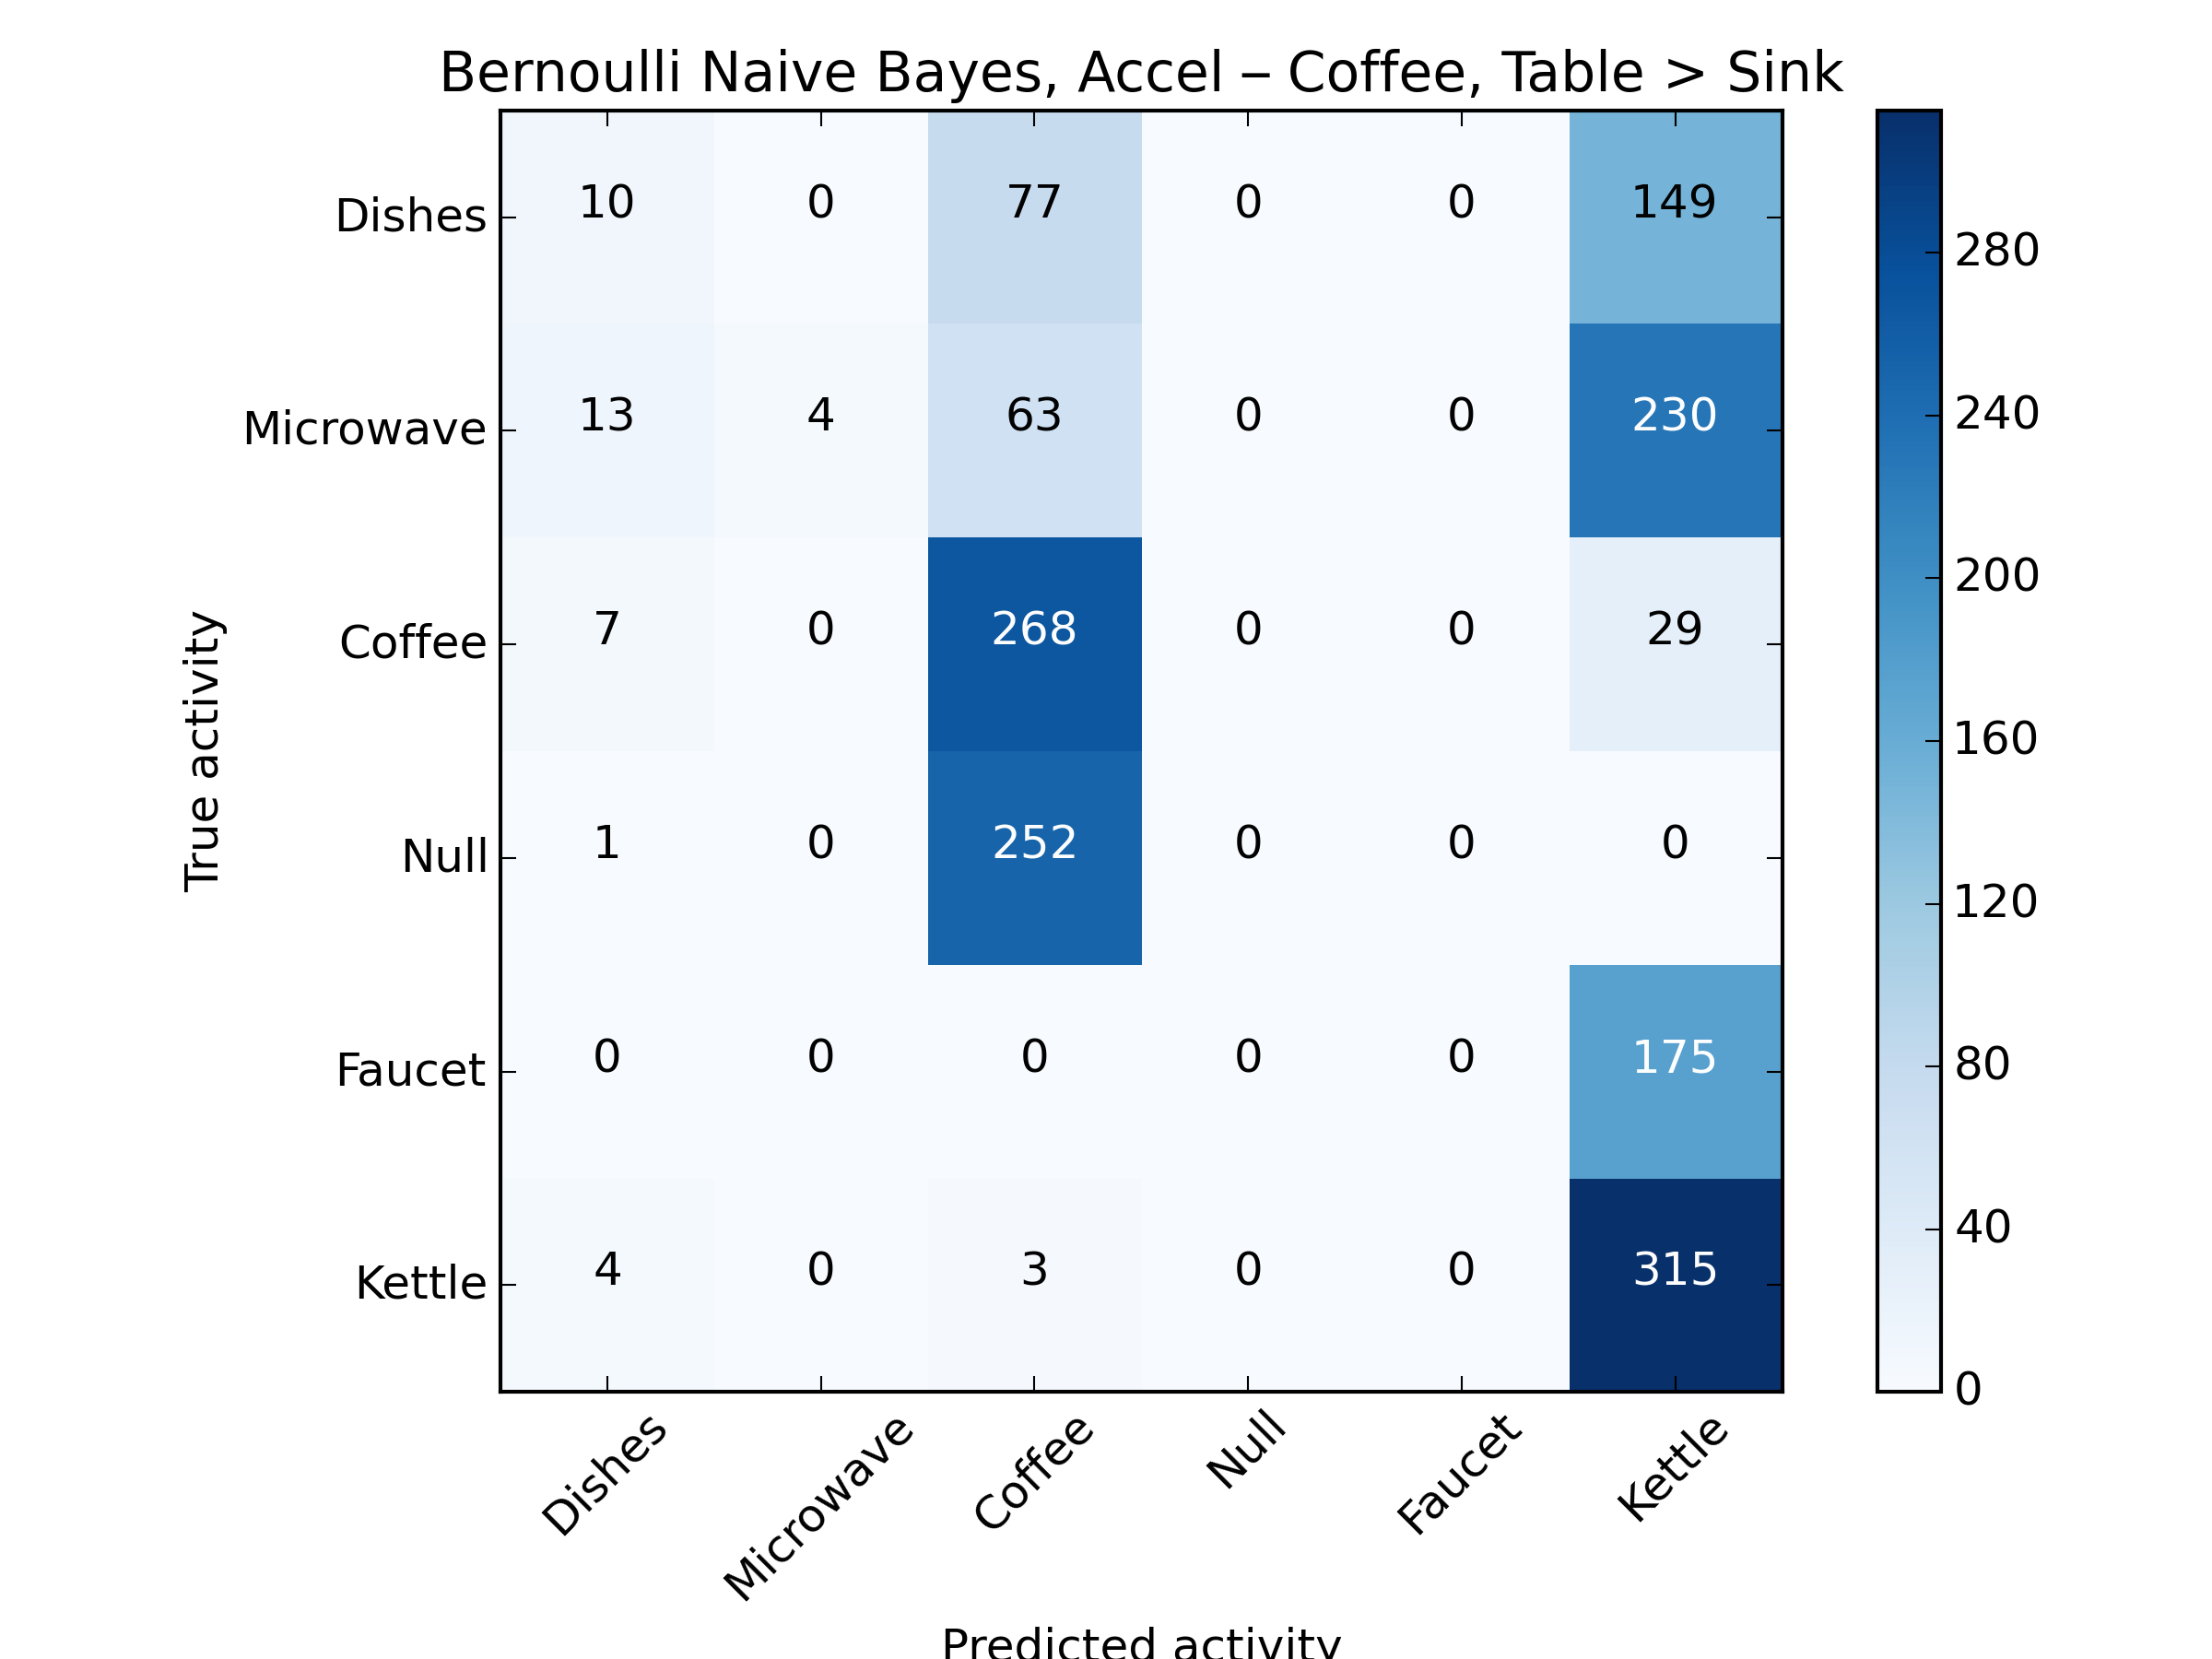 Bernoulli Naive Bayes, Accel – Coffee, Table > Sink
Dishes 10 0 77 0 0 149
Microwave 13 4 63 0 0 230
Coffee 7 0 268 0 0 29
Null 1 0 252 0 0 0
Faucet 0 0 0 0 0 175
Kettle 4 0 3 0 0 315
True activity
Dishes Microwave Coffee Null Faucet Kettle
Predicted activity
280
240
200
160
120
80
40
0